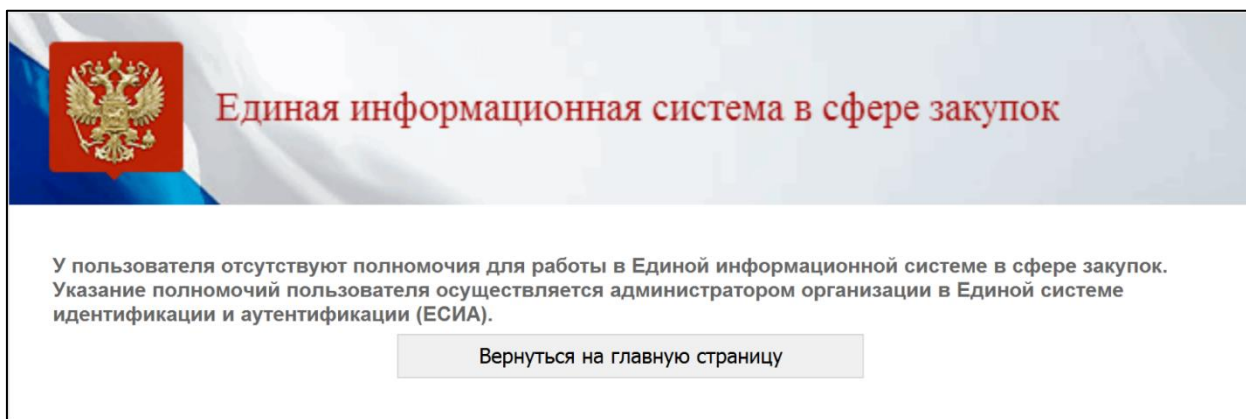 Единая информационная система в сфере закупок
У пользователя отсутствуют полномочия для работы в Единой информационной системе в сфере закупок.
Указание полномочий пользователя осуществляется администратором организации в Единой системе
идентификации и аутентификации (ЕСИА).
Вернуться на главную страницу